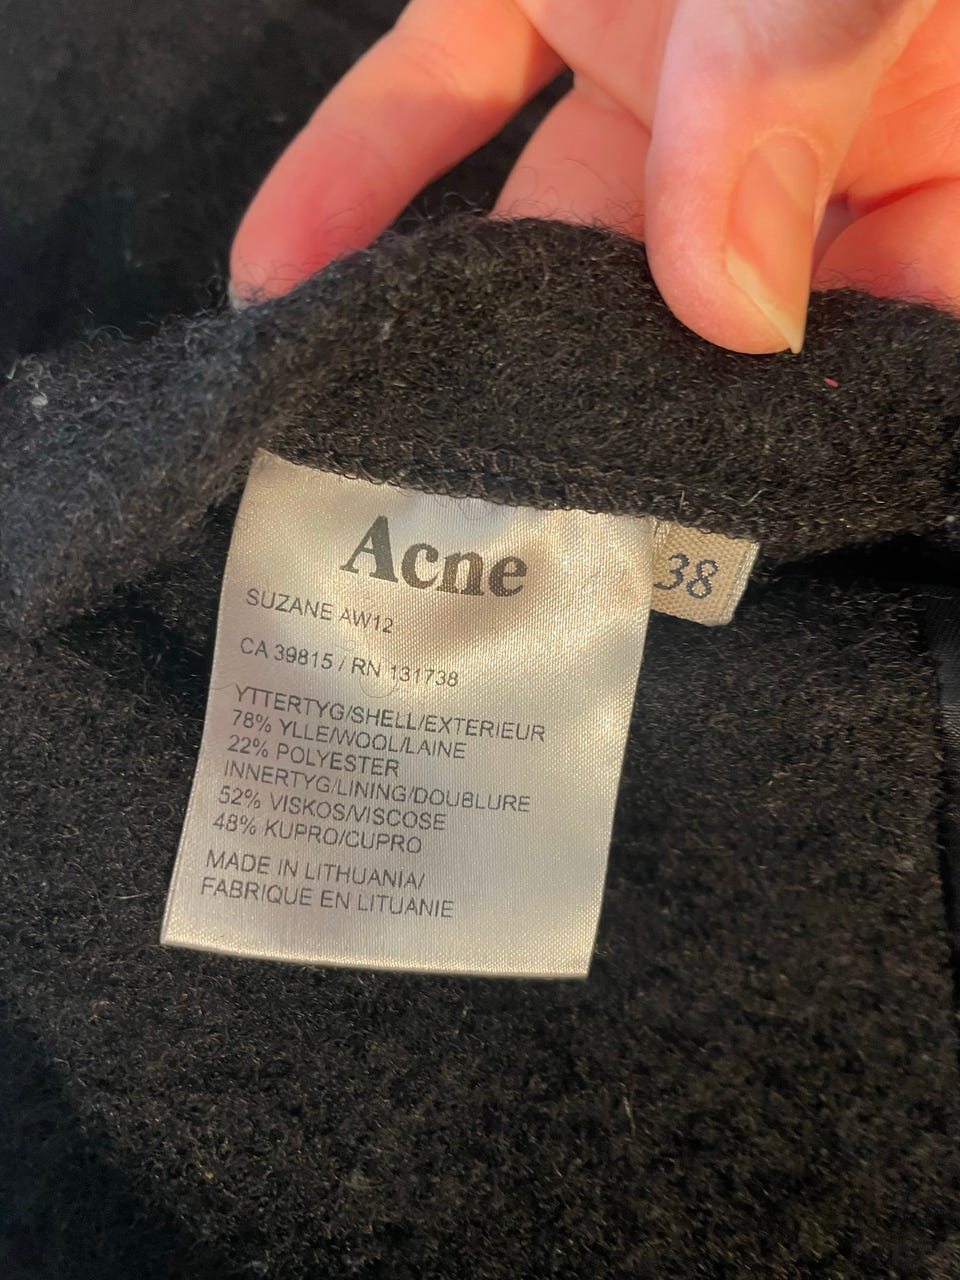 Acne
38
SUZANE AW12
CA 39815 / RN 131738
YTTERTYG/SHELL/EXTERIEUR
78% YLLE/WOOL/LAINE
22% POLYESTER
INNERTYG/LINING/DOUBLURE
52% VISKOS/VISCOSE
48% KUPRO/CUPRO
MADE IN LITHUANIA/
FABRIQUE EN LITUANIE